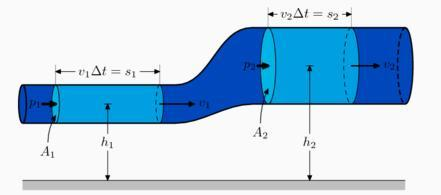 v₂Δt = s₂
v₁Δt = s₁
p₂
v₂
p₁
v₁
A₂
A₁
h₁
h₂